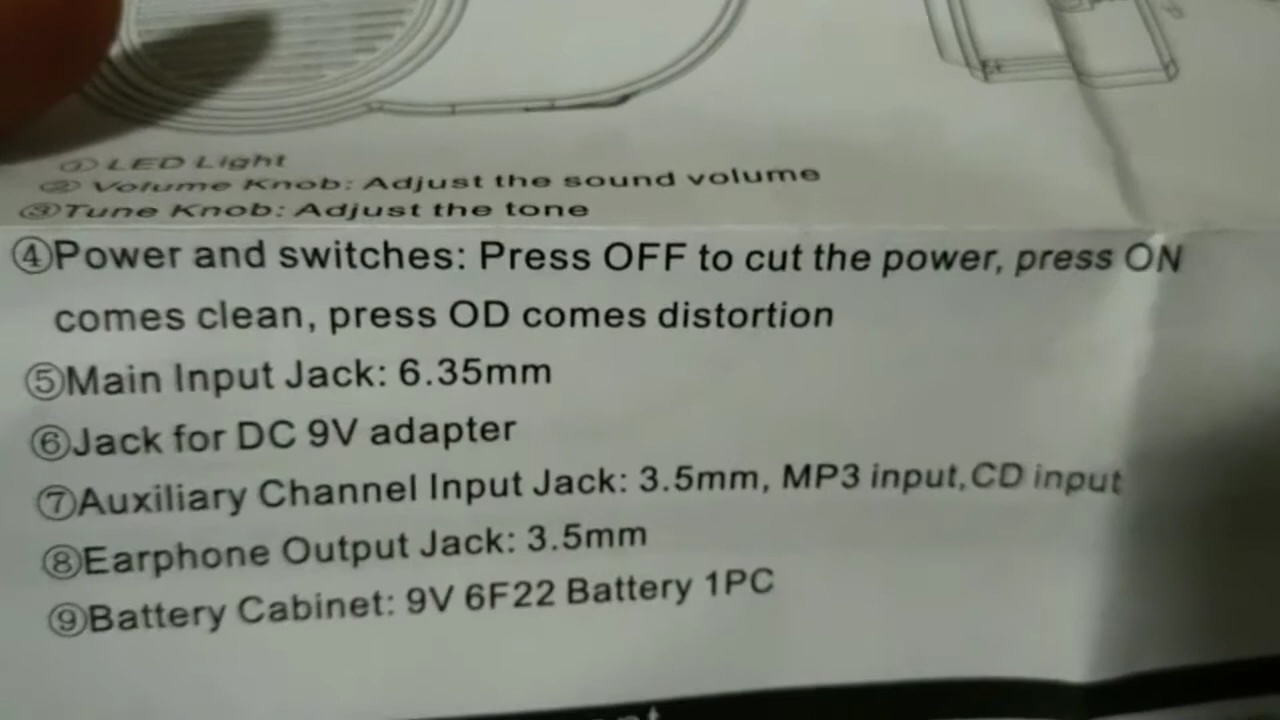 ①LED Light
②Volume Knob: Adjust the sound volume
③Tune Knob: Adjust the tone
④Power and switches: Press OFF to cut the power, press ON
comes clean, press OD comes distortion
⑤Main Input Jack: 6.35mm
⑥Jack for DC 9V adapter
⑦Auxiliary Channel Input Jack: 3.5mm, MP3 input,CD input
⑧Earphone Output Jack: 3.5mm
⑨Battery Cabinet: 9V 6F22 Battery 1PC